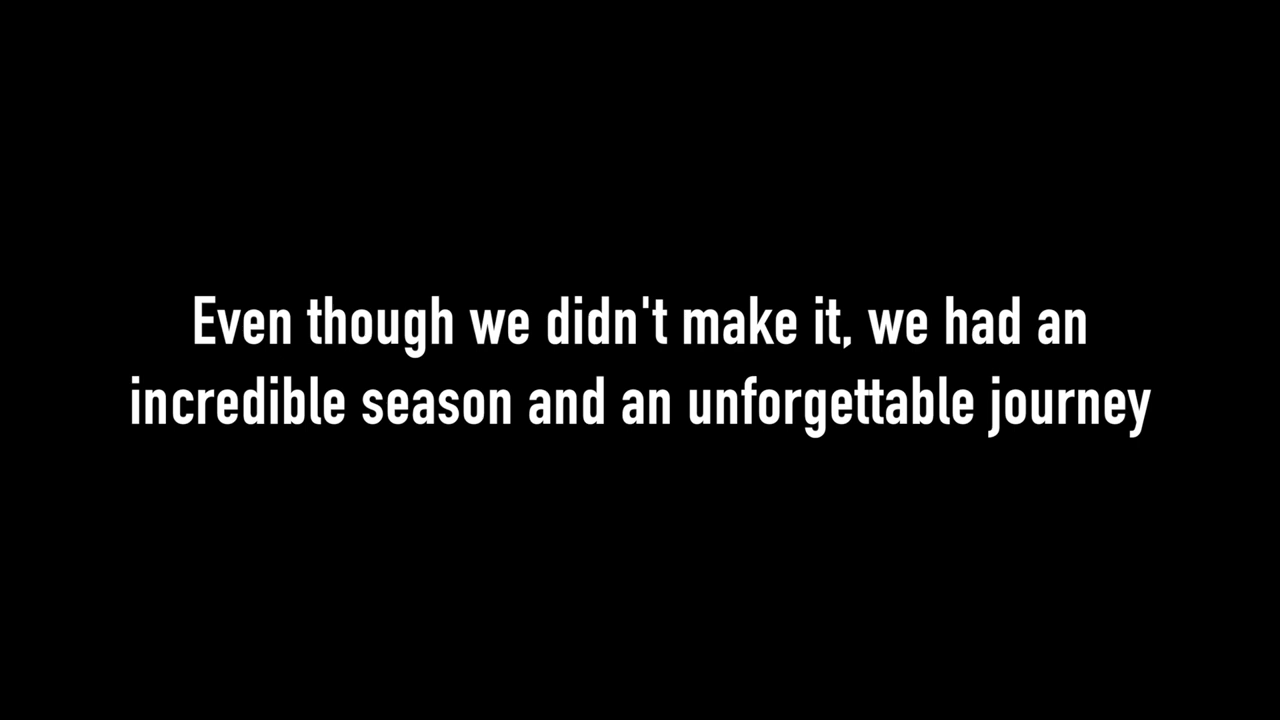 Even though we didn't make it, we had an
incredible season and an unforgettable journey